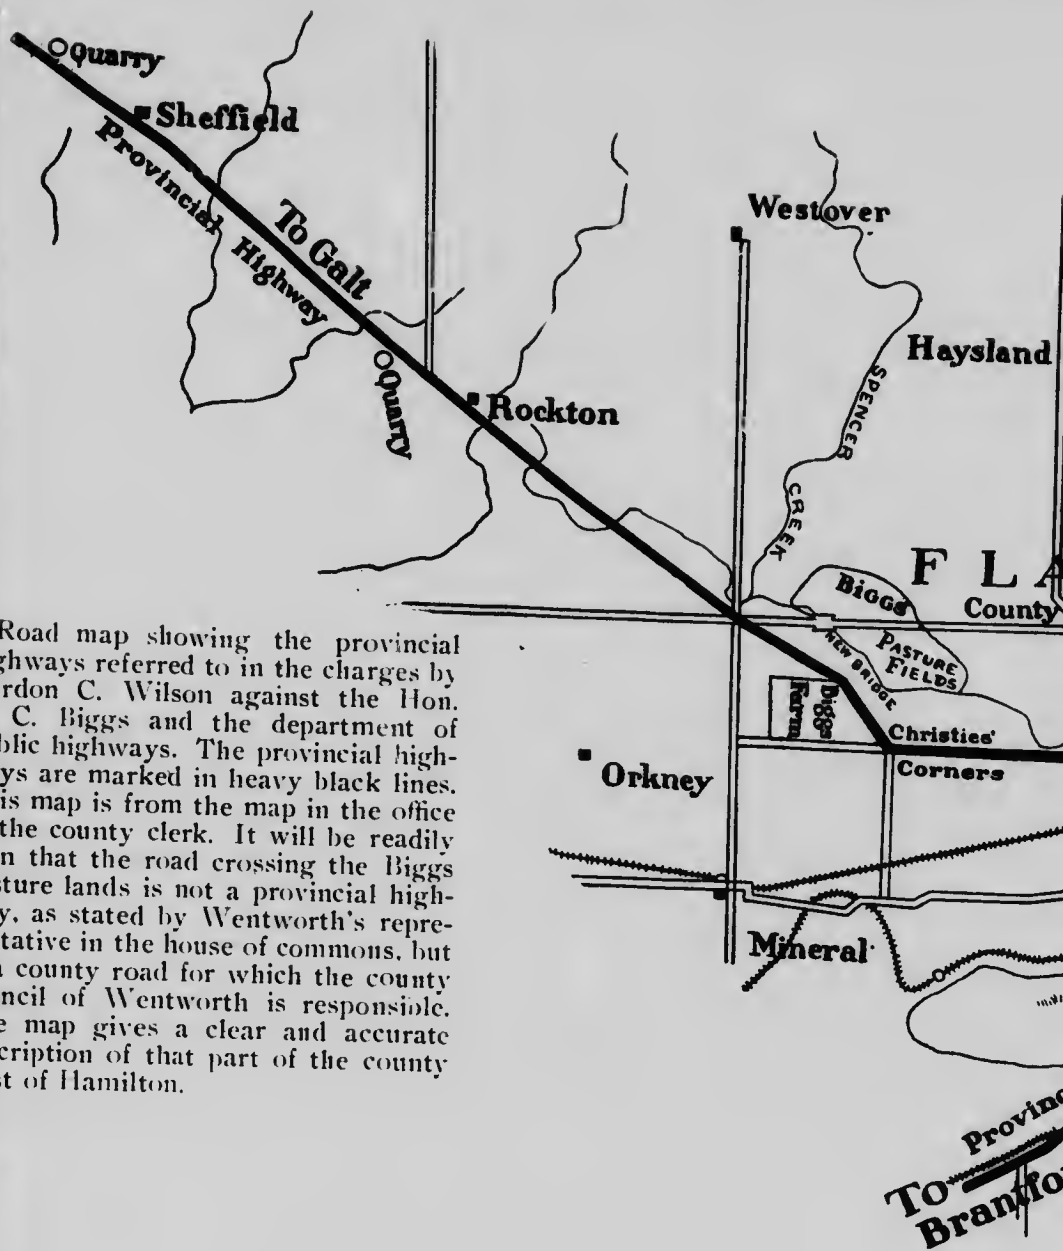 Quarry
Sheffield
Provincial Highway
To Galt
Quarry
Rockton
Westover
Haysland
SPENCER
CREEK
F L A
County
BIGGS
PASTURE
FIELDS
NEW BRIDGE
Biggs
Farm
Christies'
Corners
Orkney
Mineral
Provinc
To
Brantfo
Road map showing the provincial
ghways referred to in the charges by
rdon C. Wilson against the Hon.
C. Biggs and the department of
blic highways. The provincial high-
ys are marked in heavy black lines.
is map is from the map in the office
the county clerk. It will be readily
n that the road crossing the Biggs
sture lands is not a provincial high-
y, as stated by Wentworth's repre-
tative in the house of commons, but
a county road for which the county
ncil of Wentworth is responsible.
e map gives a clear and accurate
cription of that part of the county
st of Hamilton.